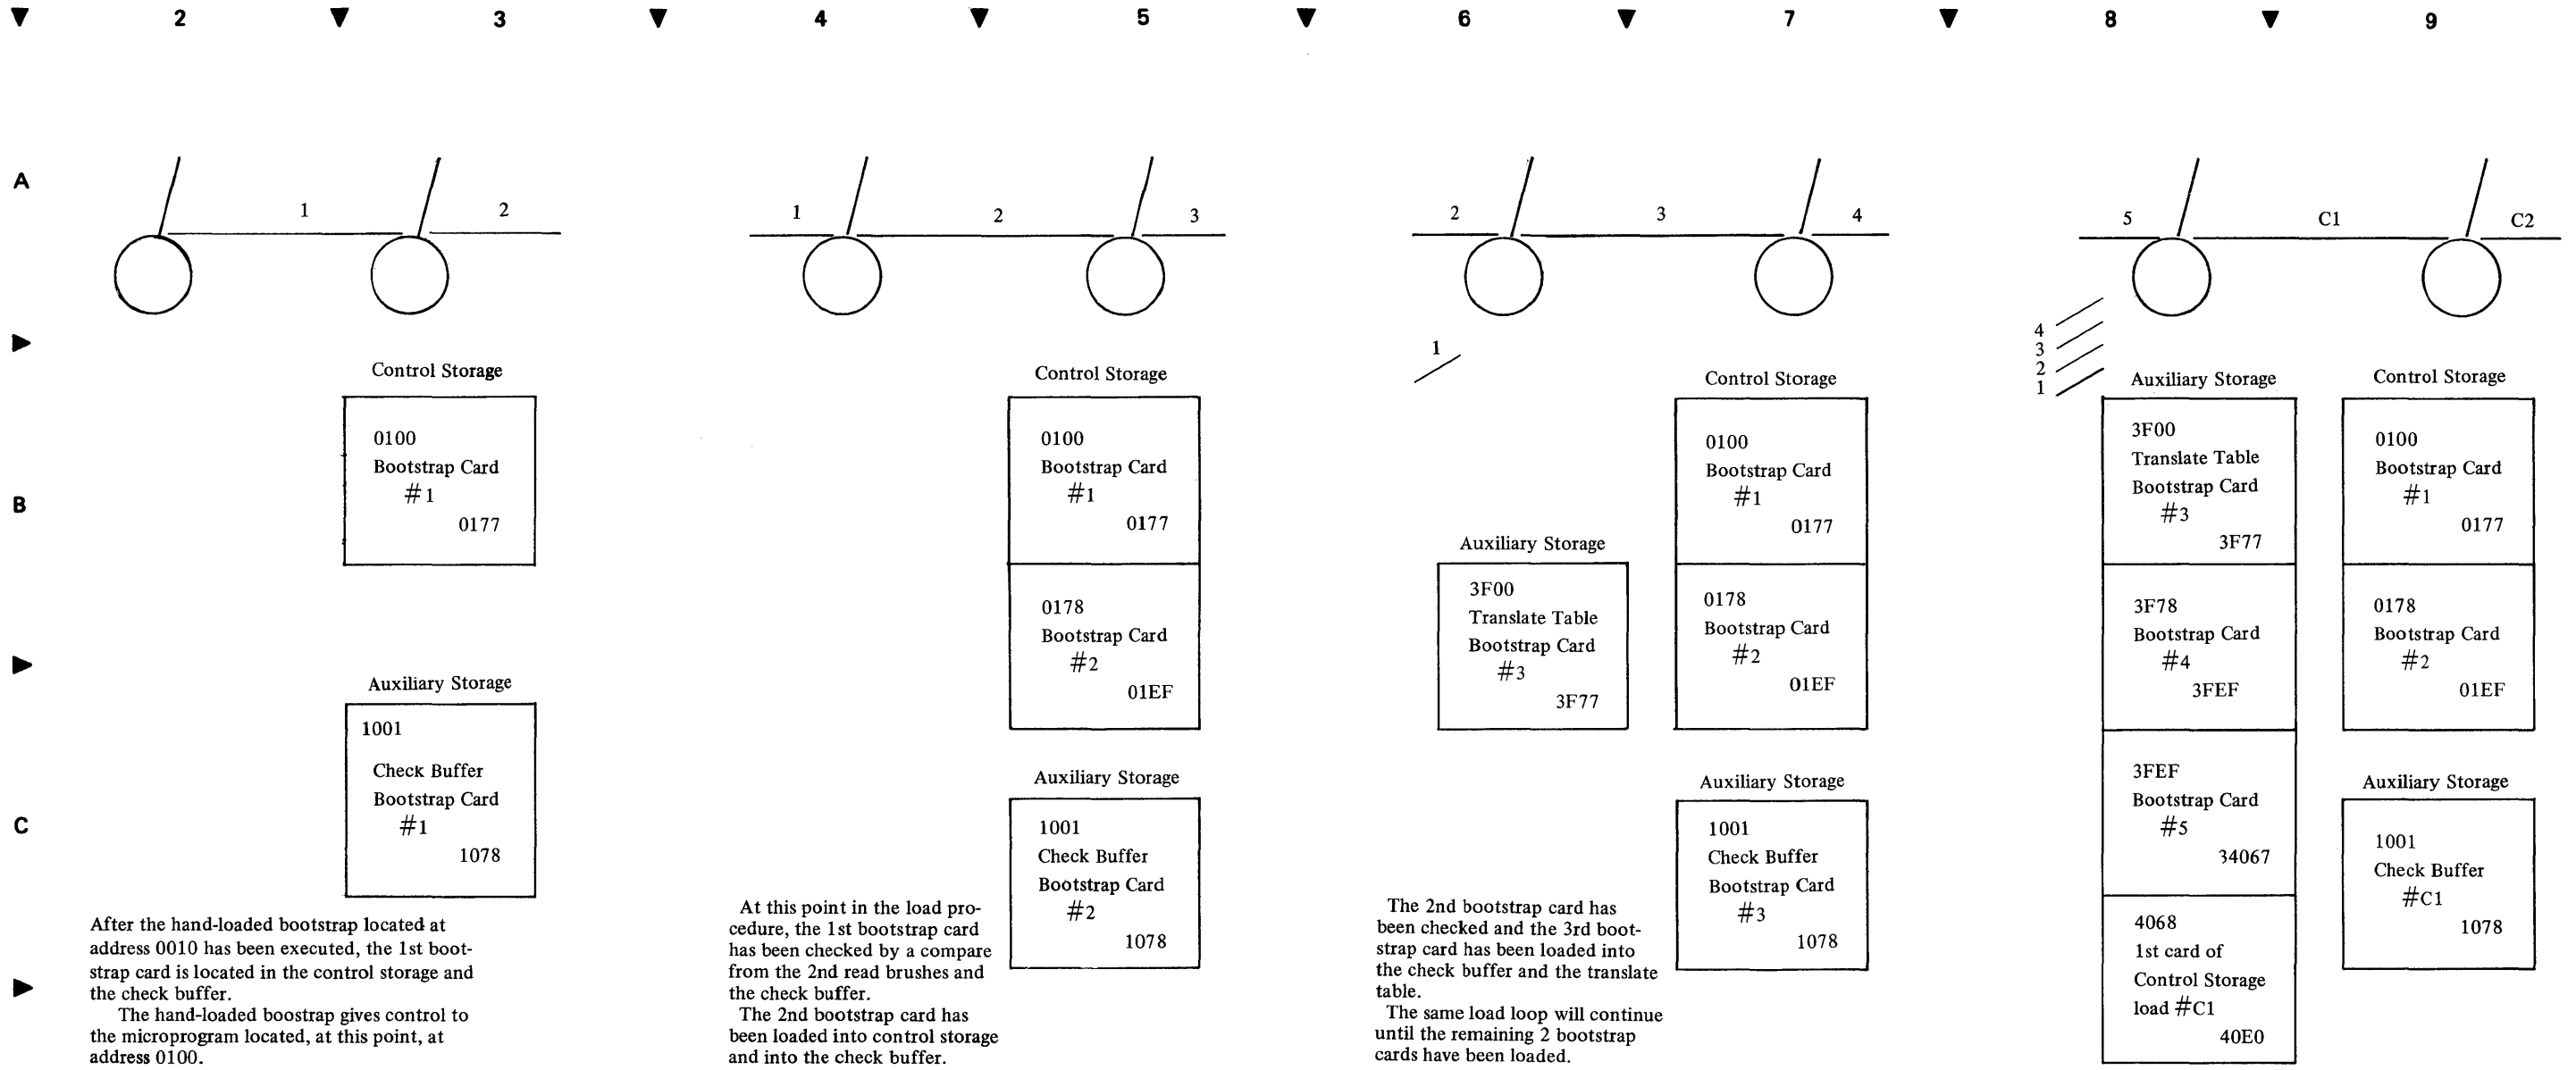 2 3 4 5 6 7 8 9
A
B
C
1 2
Control Storage
0100
Bootstrap Card
#1
0177
Auxiliary Storage
1001
Check Buffer
Bootstrap Card
#1
1078
After the hand-loaded bootstrap located at
address 0010 has been executed, the 1st boot-
strap card is located in the control storage and
the check buffer.
The hand-loaded boostrap gives control to
the microprogram located, at this point, at
address 0100.
1 2 3
Control Storage
0100
Bootstrap Card
#1
0177
0178
Bootstrap Card
#2
01EF
Auxiliary Storage
1001
Check Buffer
Bootstrap Card
#2
1078
At this point in the load pro-
cedure, the 1st bootstrap card
has been checked by a compare
from the 2nd read brushes and
the check buffer.
The 2nd bootstrap card has
been loaded into control storage
and into the check buffer.
2 3 4
1
Control Storage
0100
Bootstrap Card
#1
0177
0178
Bootstrap Card
#2
01EF
Auxiliary Storage
3F00
Translate Table
Bootstrap Card
#3
3F77
Auxiliary Storage
1001
Check Buffer
Bootstrap Card
#3
1078
The 2nd bootstrap card has
been checked and the 3rd boot-
strap card has been loaded into
the check buffer and the translate
table.
The same load loop will continue
until the remaining 2 bootstrap
cards have been loaded.
5 C1 C2
4
3
2
1
Auxiliary Storage
3F00
Translate Table
Bootstrap Card
#3
3F77
3F78
Bootstrap Card
#4
3FEF
3FEF
Bootstrap Card
#5
34067
4068
1st card of
Control Storage
load #C1
40E0
Control Storage
0100
Bootstrap Card
#1
0177
0178
Bootstrap Card
#2
01EF
Auxiliary Storage
1001
Check Buffer
#C1
1078